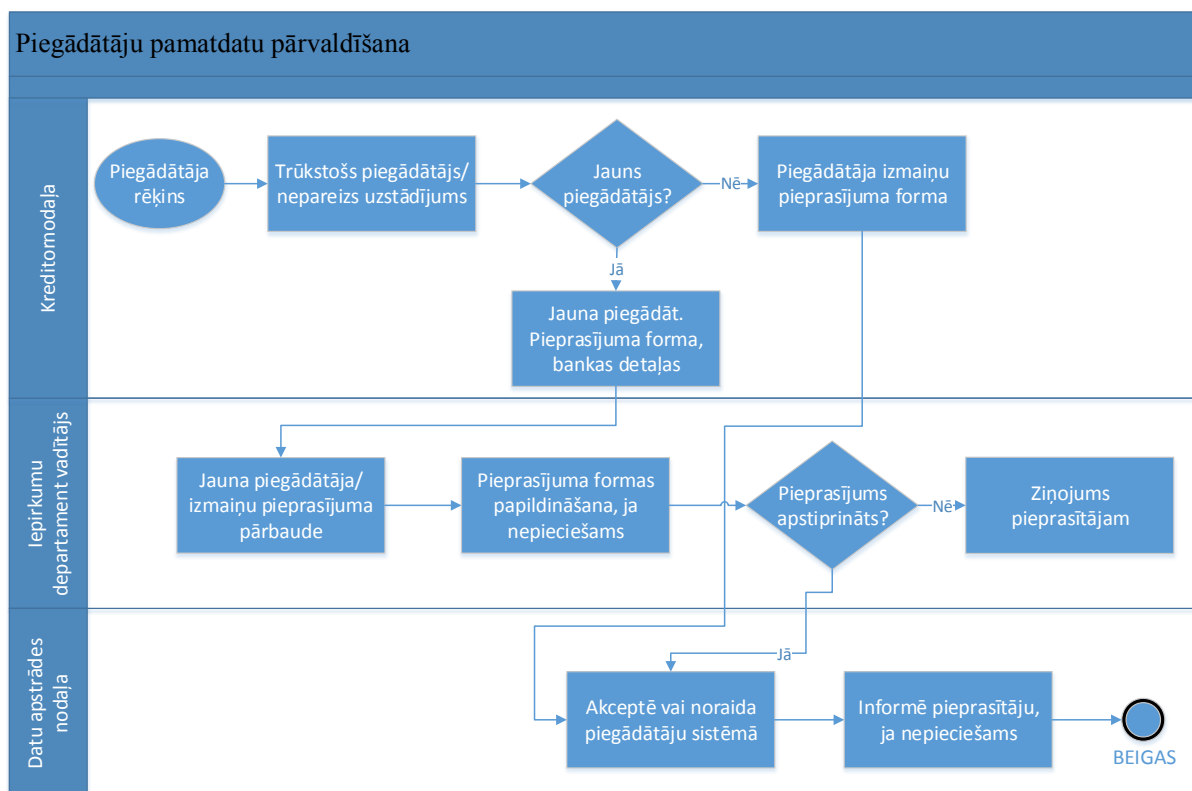 Piegādātāju pamatdatu pārvaldīšana
Kreditomodaļa
Piegādātāja
rēķins
Trūkstošs piegādātājs/
nepareizs uzstādījums
Jauns
piegādātājs?
Nē
Piegādātāja izmaiņu
pieprasījuma forma
Jā
Jauna piegādāt.
Pieprasījuma forma,
bankas detaļas
Iepirkumu
departament vadītājs
Jauna piegādātāja/
izmaiņu pieprasījuma
pārbaude
Pieprasījuma formas
papildināšana, ja
nepieciešams
Pieprasījums
apstiprināts?
Nē
Ziņojums
pieprasītājam
Datu apstrādes
nodaļa
Jā
Akceptē vai noraida
piegādātāju sistēmā
Informē pieprasītāju,
ja nepieciešams
BEIGAS